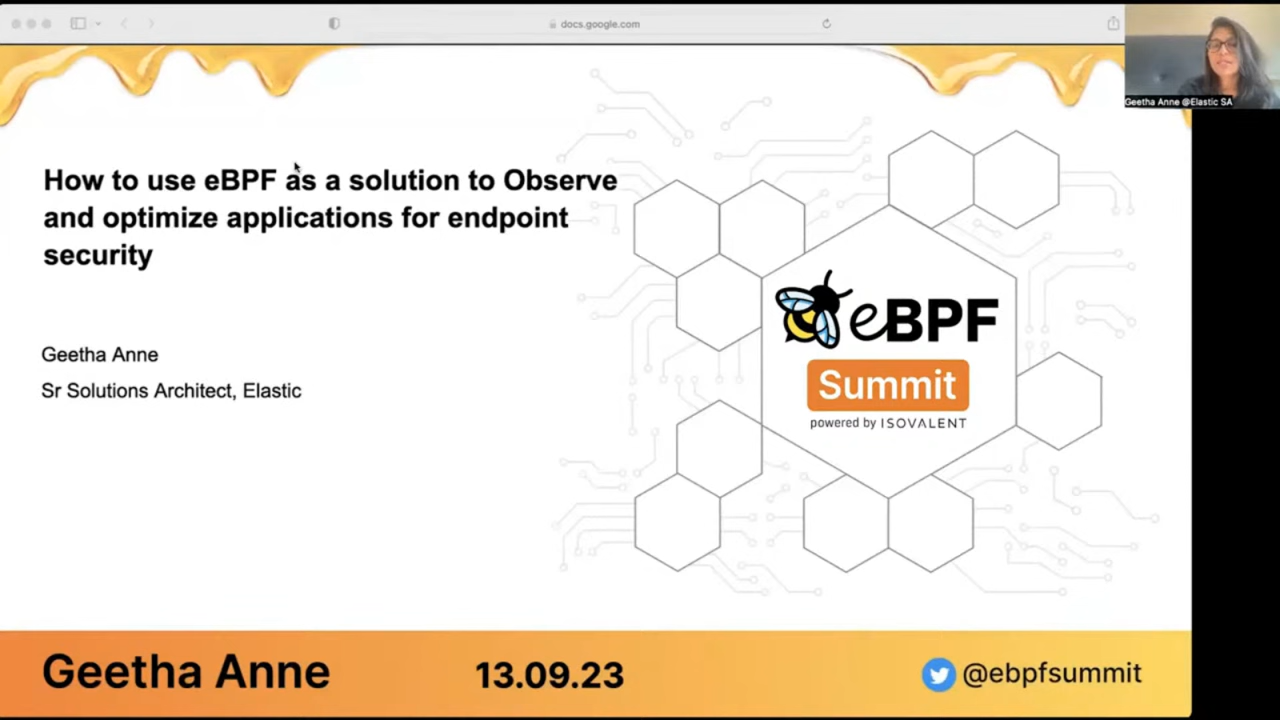 docs.google.com
Geetha Anne @Elastic SA
How to use eBPF as a solution to Observe
and optimize applications for endpoint
security
Geetha Anne
Sr Solutions Architect, Elastic
eBPF
Summit
powered by ISOVALENT
Geetha Anne
13.09.23
@ebpfsummit